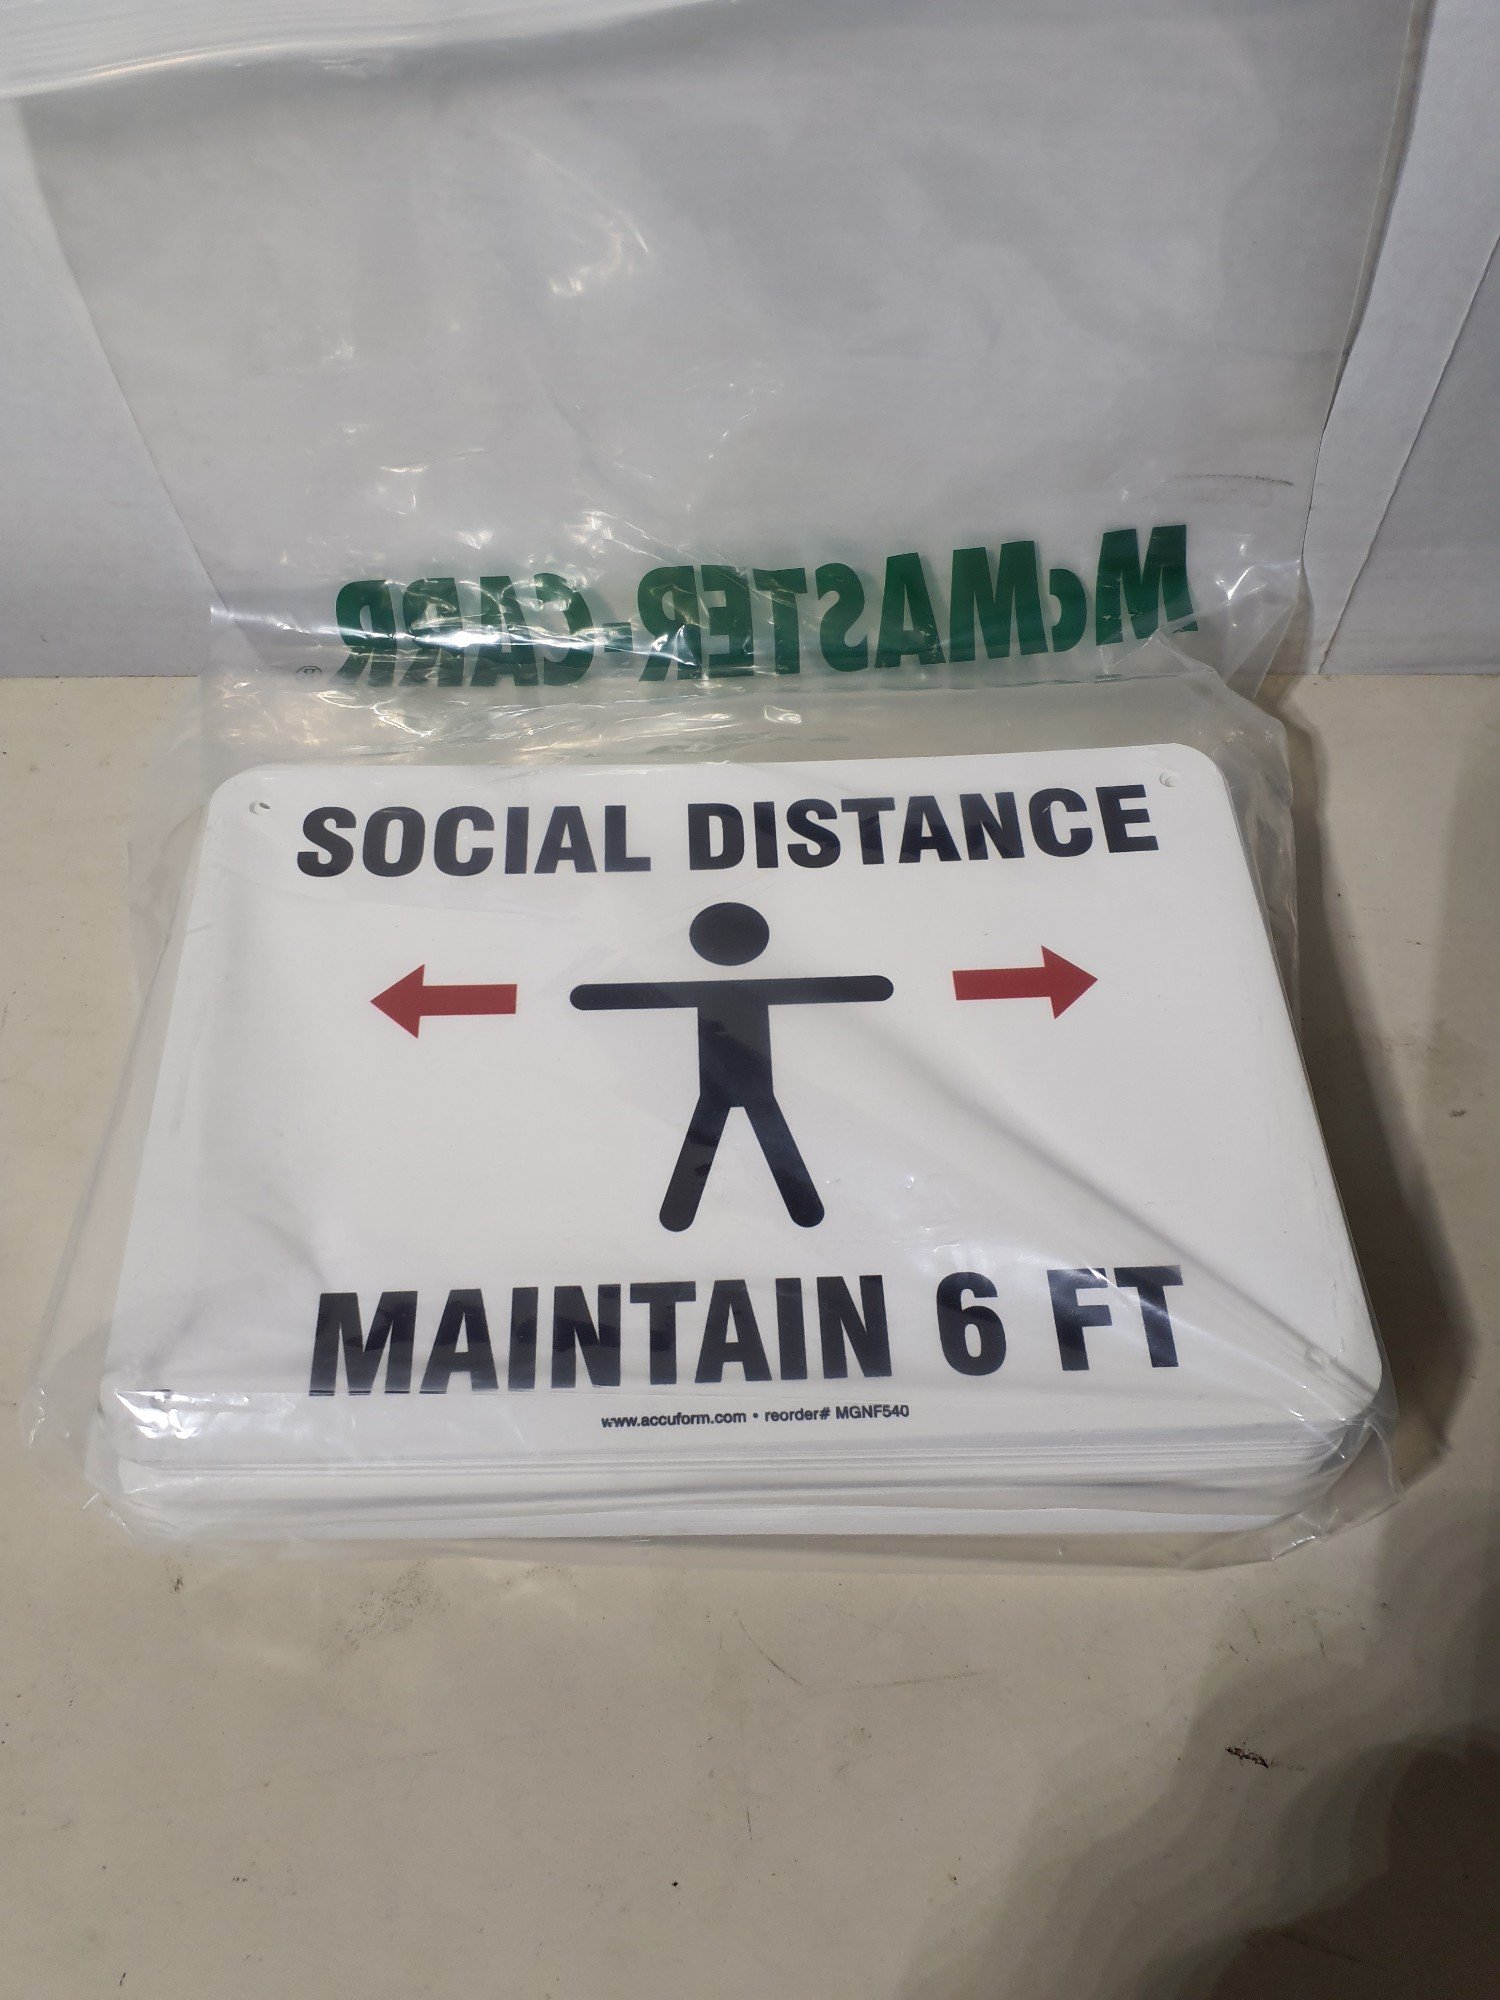 McMASTER-CARR®
SOCIAL DISTANCE
MAINTAIN 6 FT
www.accuform.com • reorder# MGNF540